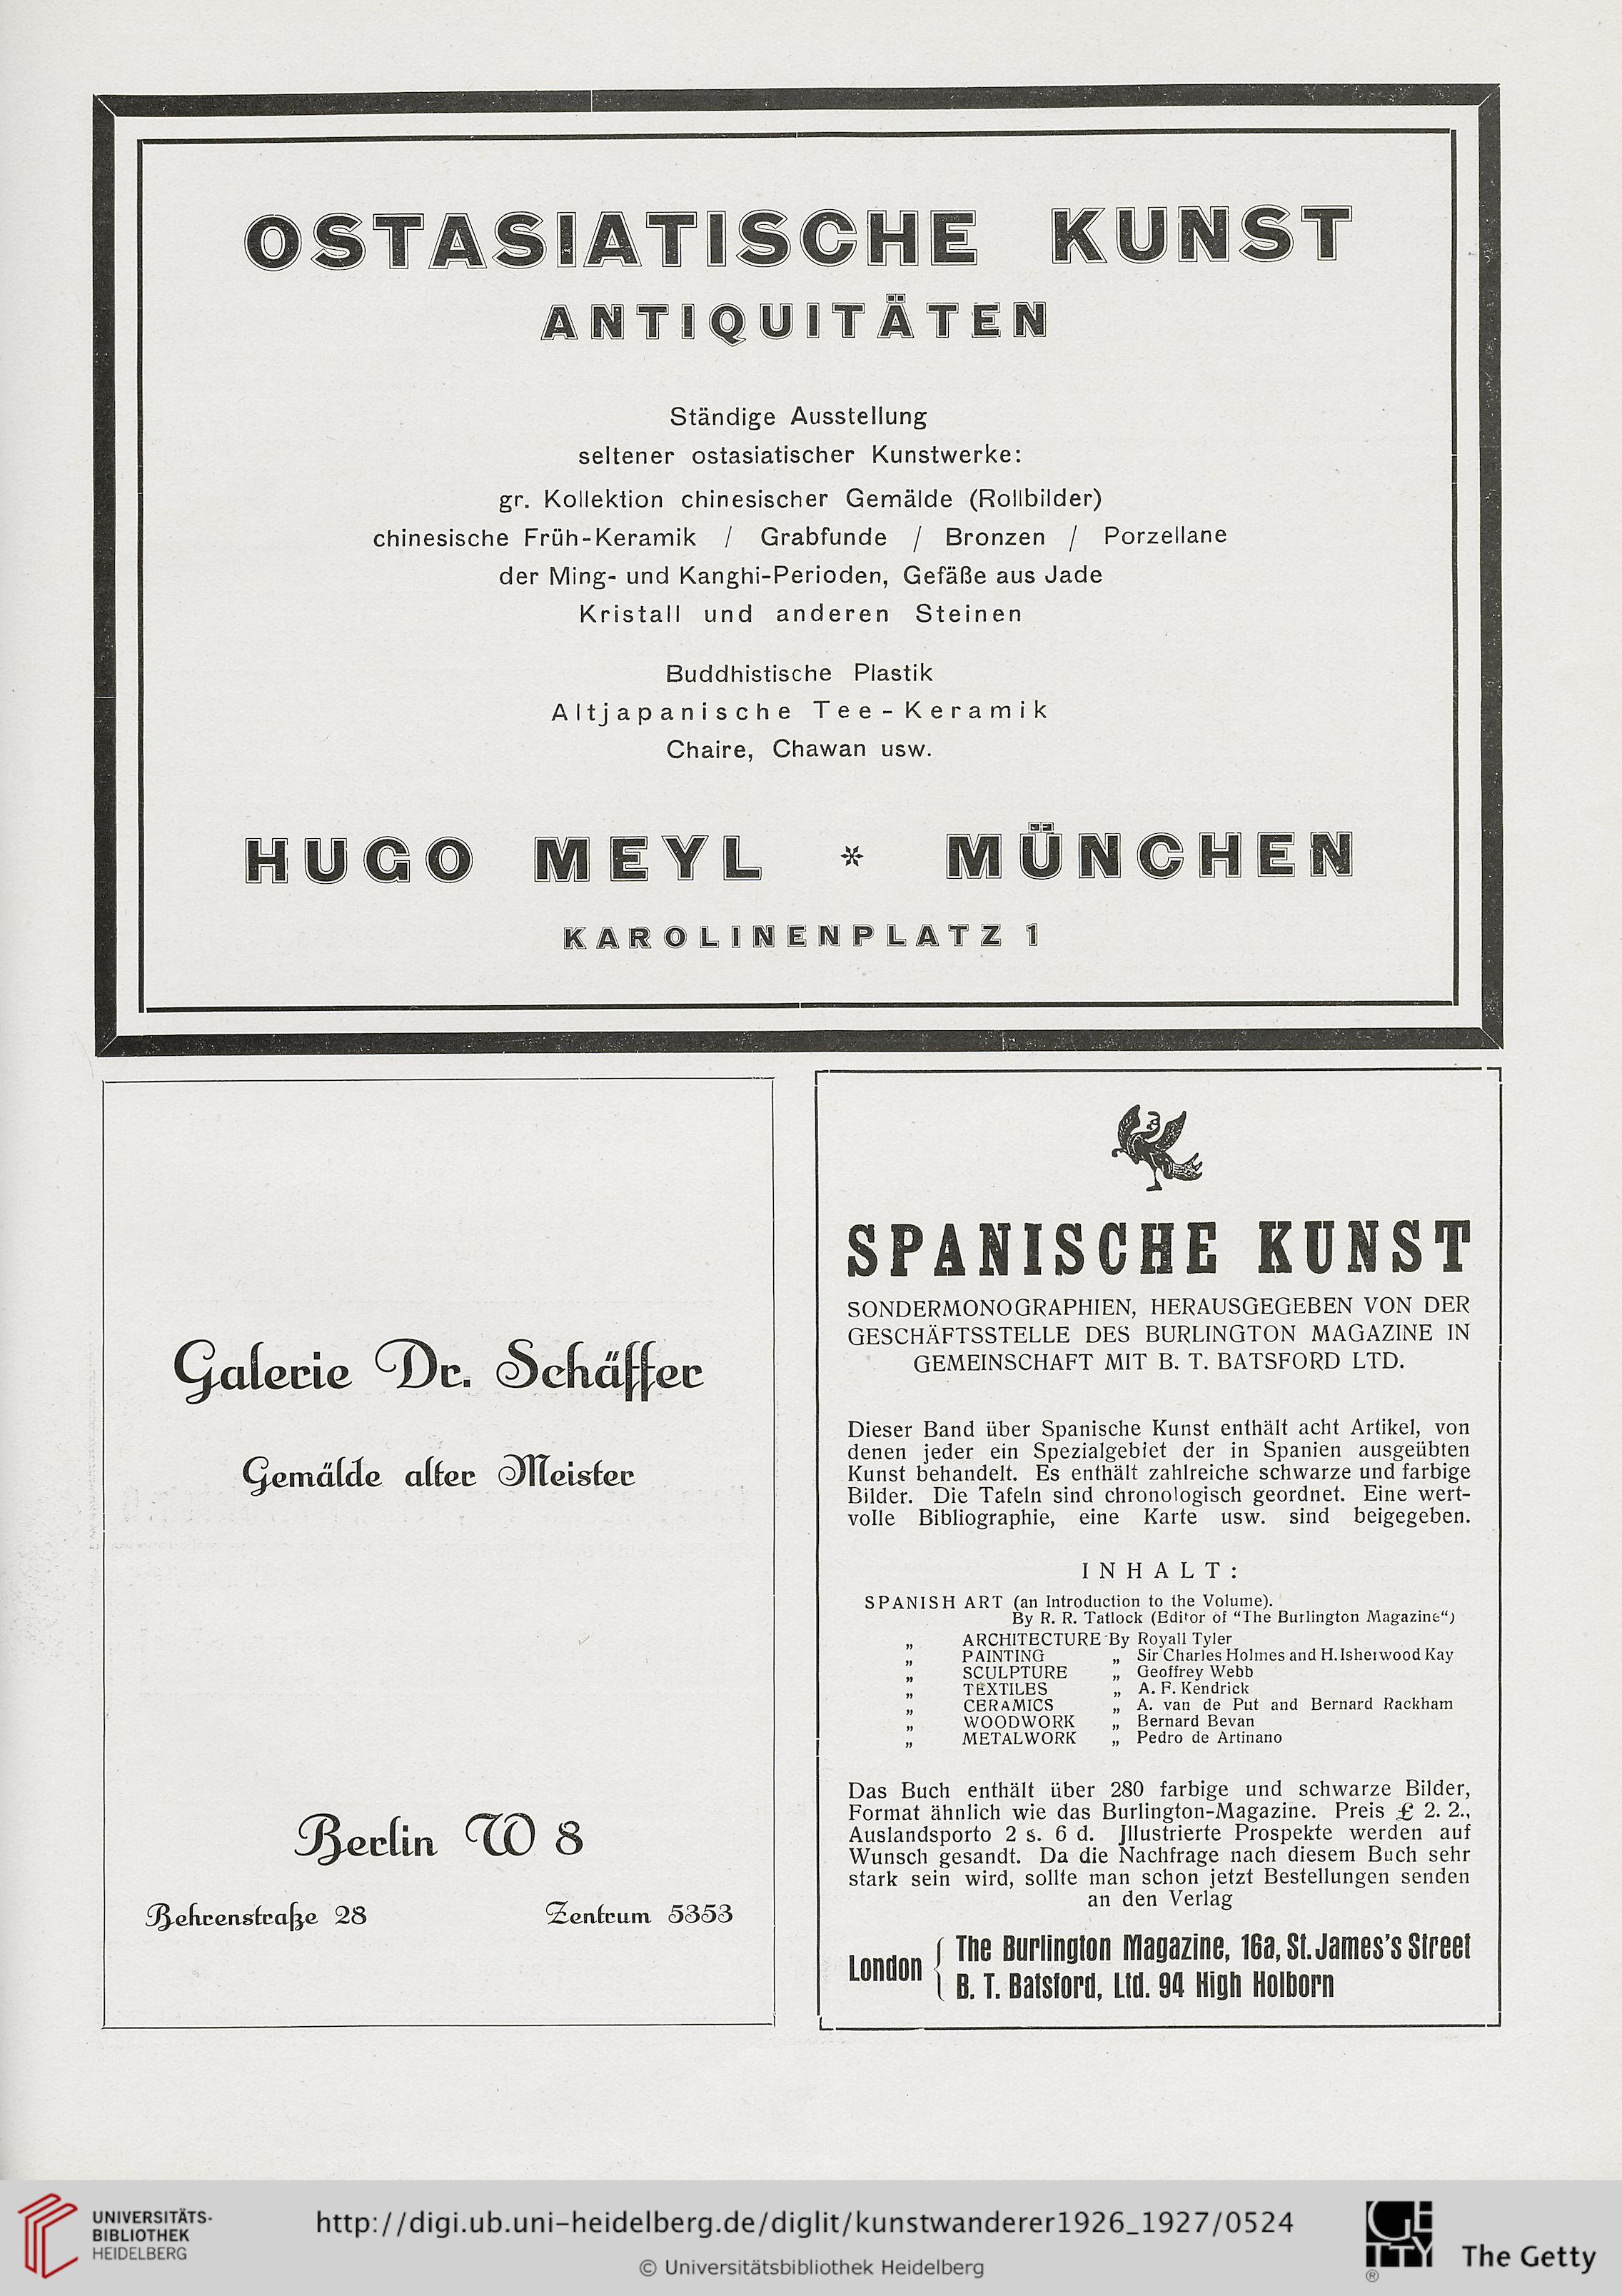 OSTASIATISCHE KUNST
ANTIQUITÄTEN
Ständige Ausstellung
seltener ostasiatischer Kunstwerke:
gr. Kollektion chinesischer Gemälde (Rollbilder)
chinesische Früh-Keramik / Grabfunde / Bronzen / Porzellane
der Ming- und Kanghi-Perioden, Gefäße aus Jade
Kristall und anderen Steinen
Buddhistische Plastik
Altjapanische Tee-Keramik
Chaire, Chawan usw.
HUGO MEYL * MÜNCHEN
KAROLINENPLATZ 1
Galerie Dr. Schäffer
Gemälde alter Meister
Berlin W 8
Behrenstraße 28 Zentrum 5353
SPANISCHE KUNST
SONDERMONOGRAPHIEN, HERAUSGEGEBEN VON DER
GESCHÄFTSSTELLE DES BURLINGTON MAGAZINE IN
GEMEINSCHAFT MIT B. T. BATSFORD LTD.
Dieser Band über Spanische Kunst enthält acht Artikel, von
denen jeder ein Spezialgebiet der in Spanien ausgeübten
Kunst behandelt. Es enthält zahlreiche schwarze und farbige
Bilder. Die Tafeln sind chronologisch geordnet. Eine wert-
volle Bibliographie, eine Karte usw. sind beigegeben.
INHALT:
SPANISH ART (an Introduction to the Volume).
By R. R. Tatlock (Editor of “The Burlington Magazine“)
„ ARCHITECTURE By Royall Tyler
„ PAINTING „ Sir Charles Holmes and H. Isherwood Kay
„ SCULPTURE „ Geoffrey Webb
„ TEXTILES „ A. F. Kendrick
„ CERAMICS „ A. van de Put and Bernard Rackham
„ WOODWORK „ Bernard Bevan
„ METALWORK „ Pedro de Artinano
Das Buch enthält über 280 farbige und schwarze Bilder,
Format ähnlich wie das Burlington-Magazine. Preis £ 2. 2.,
Auslandsporto 2 s. 6 d. Jllustrierte Prospekte werden auf
Wunsch gesandt. Da die Nachfrage nach diesem Buch sehr
stark sein wird, sollte man schon jetzt Bestellungen senden
an den Verlag
London { The Burlington Magazine, 16a, St. James's Street
B. T. Batsford, Ltd. 94 High Holborn
UNIVERSITÄTS-
BIBLIOTHEK
HEIDELBERG
http://digi.ub.uni-heidelberg.de/diglit/kunstwanderer1926_1927/0524
© Universitätsbibliothek Heidelberg
GETTY
®
The Getty